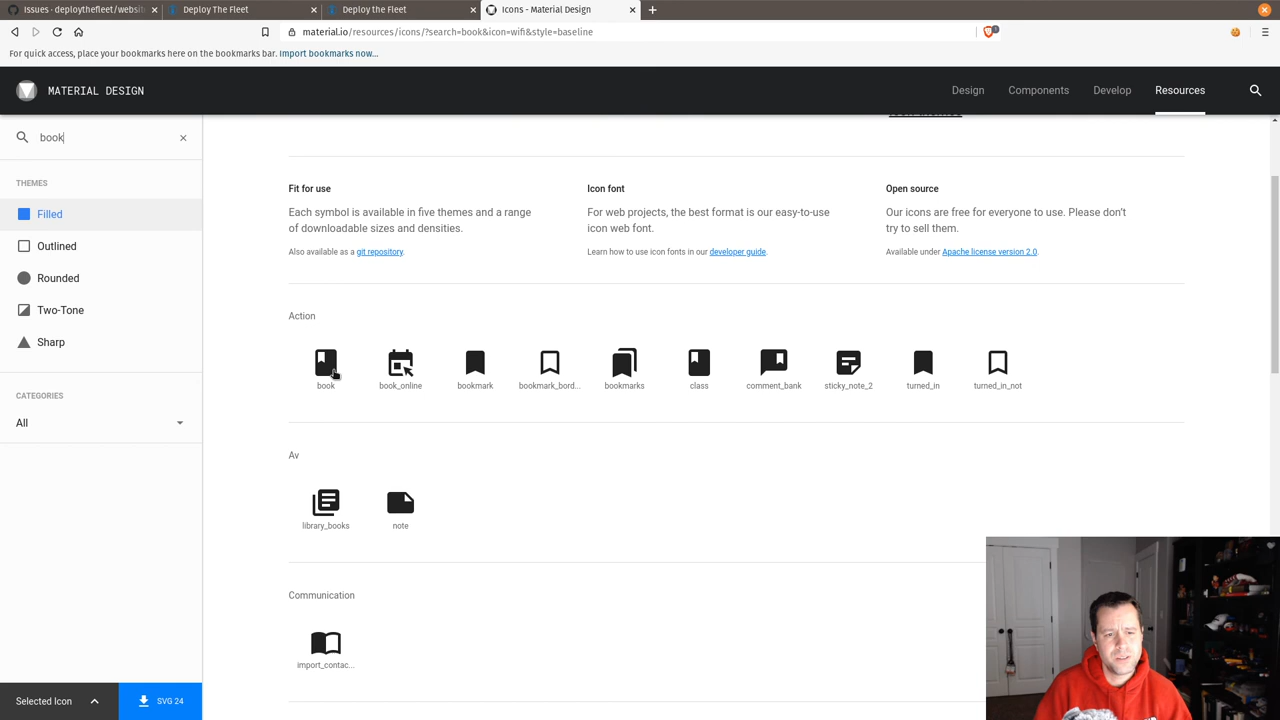 Issues · deploythefleet/websit
Deploy The Fleet
Deploy the Fleet
Icons - Material Design
material.io/resources/icons/?search=book&icon=wifi&style=baseline
1
For quick access, place your bookmarks here on the bookmarks bar. Import bookmarks now...
MATERIAL DESIGN
Design
Components
Develop
Resources
book
THEMES
Filled
Outlined
Rounded
Two-Tone
Sharp
CATEGORIES
All
Selected Icon
SVG 24
Fit for use
Each symbol is available in five themes and a range
of downloadable sizes and densities.
Also available as a git repository.
Icon font
For web projects, the best format is our easy-to-use
icon web font.
Learn how to use icon fonts in our developer guide.
Open source
Our icons are free for everyone to use. Please don't
try to sell them.
Available under Apache license version 2.0.
Action
book
book_online
bookmark
bookmark_bord...
bookmarks
class
comment_bank
sticky_note_2
turned_in
turned_in_not
Av
library_books
note
Communication
import_contac...